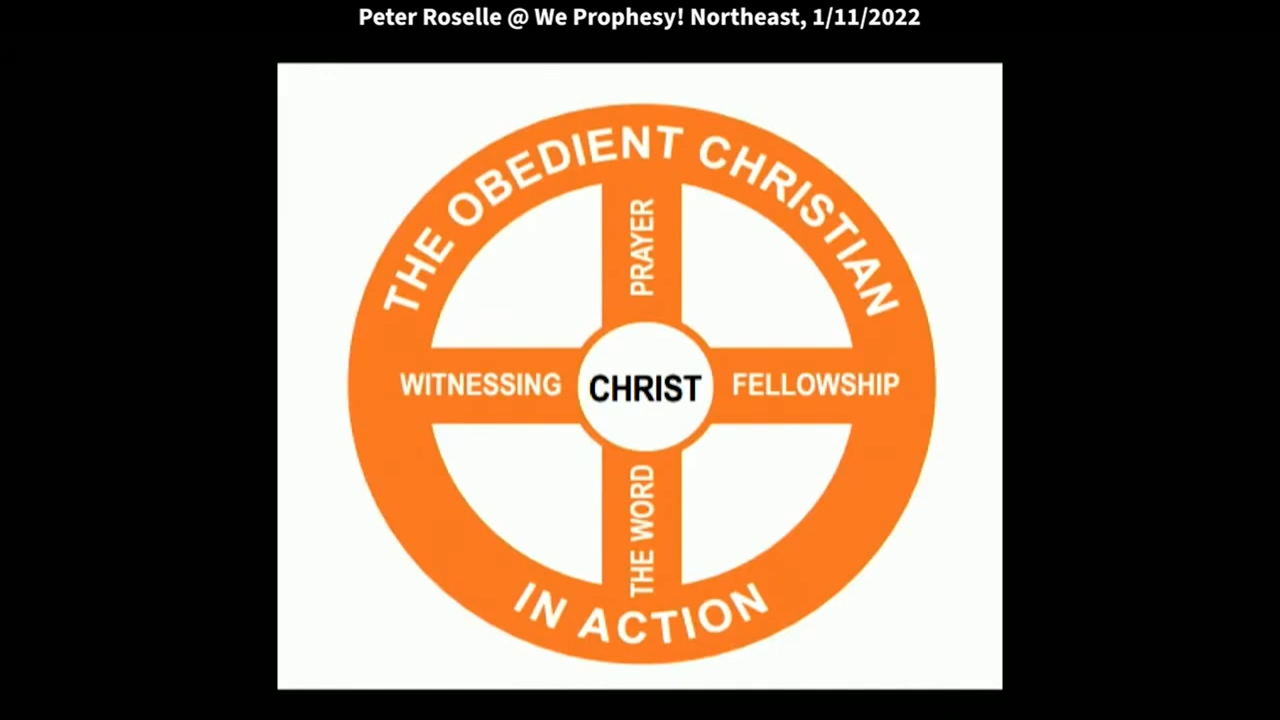 Peter Roselle @ We Prophesy! Northeast, 1/11/2022
THE OBEDIENT CHRISTIAN
PRAYER
WITNESSING
CHRIST
FELLOWSHIP
THE WORD
IN ACTION